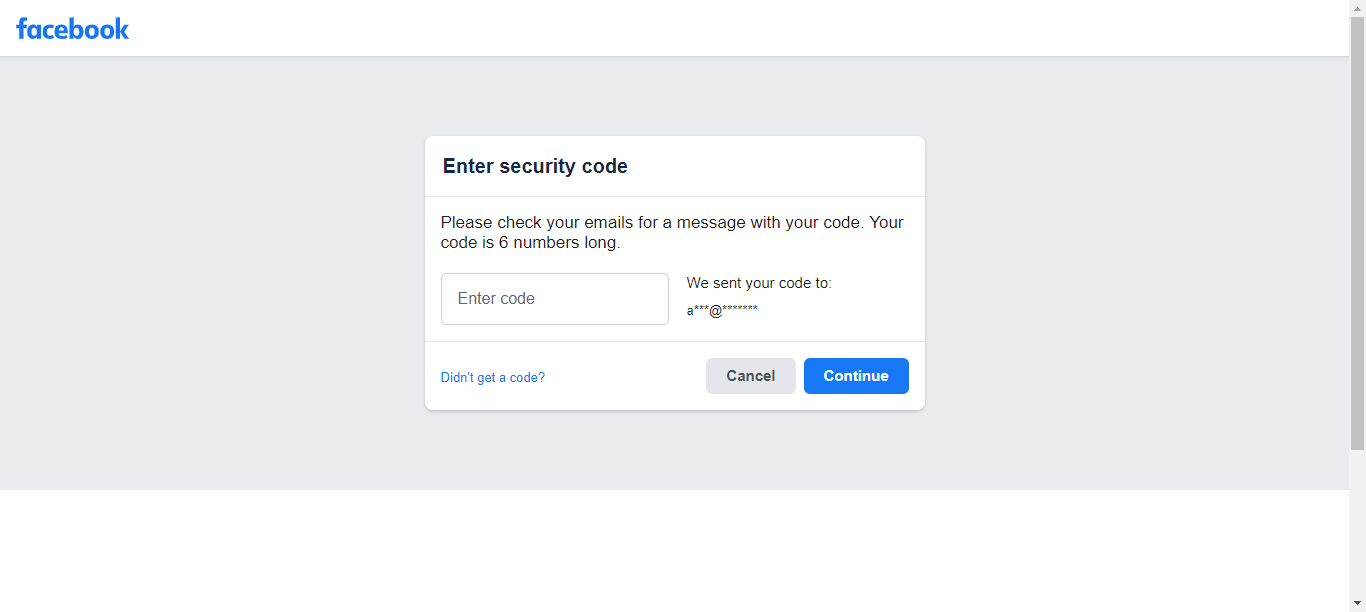 facebook
Enter security code
Please check your emails for a message with your code. Your
code is 6 numbers long.
Enter code
We sent your code to:
a***@*******
Didn't get a code?
Cancel
Continue